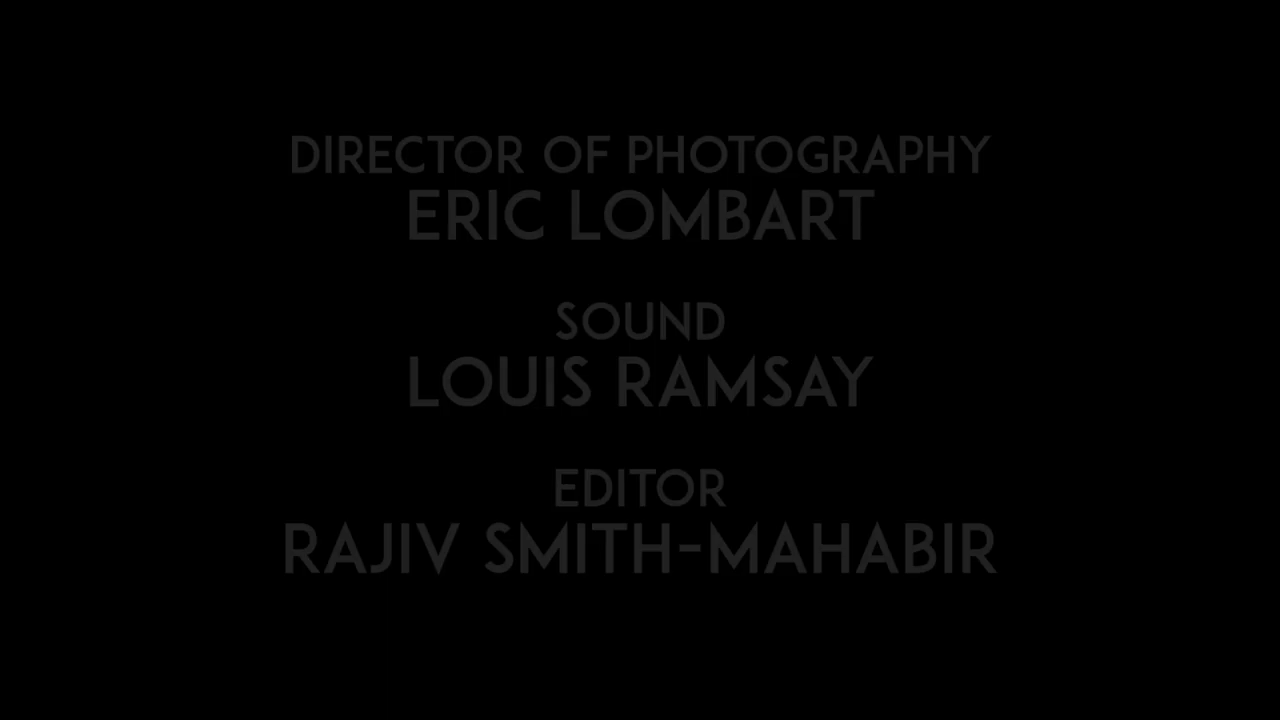 DIRECTOR OF PHOTOGRAPHY
ERIC LOMBART
SOUND
LOUIS RAMSAY
EDITOR
RAJIV SMITH-MAHABIR